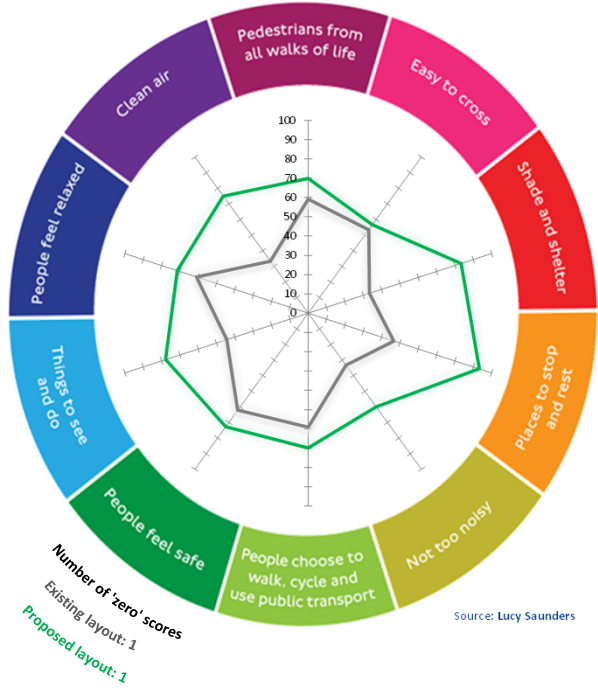 Pedestrians from
all walks of life
Easy to cross
Shade and shelter
Places to stop
and rest
Not too noisy
People choose to
walk, cycle and
use public transport
People feel safe
Things to see
and do
People feel relaxed
Clean air
100
90
80
70
60
50
40
30
20
10
0
Number of 'zero' scores
Existing layout: 1
Proposed layout: 1
Source: Lucy Saunders